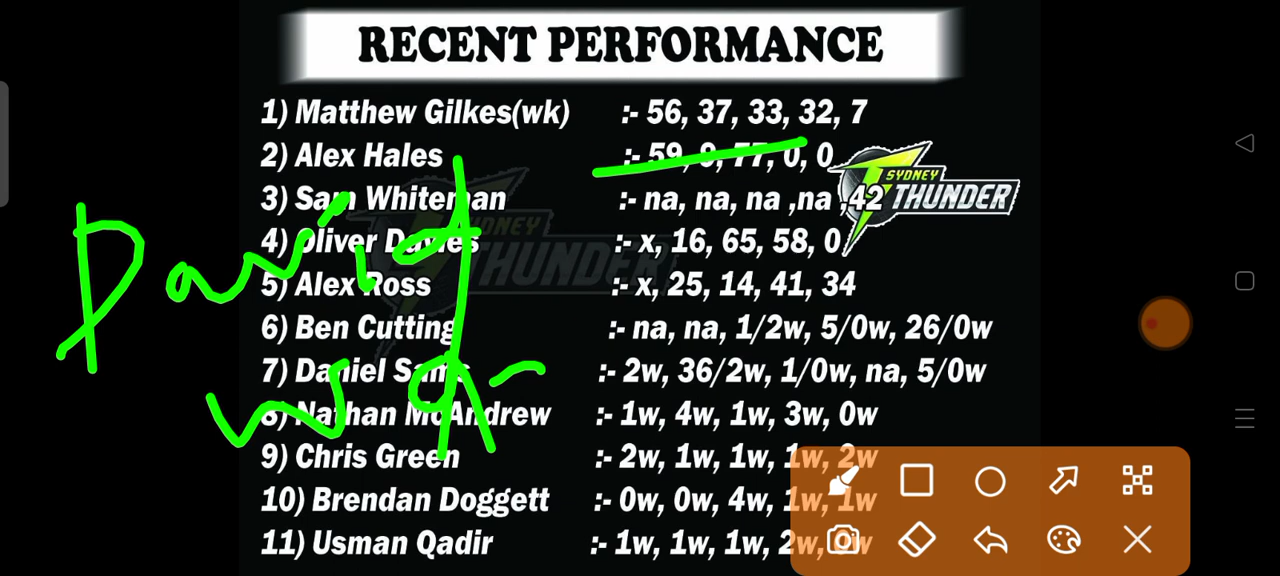 RECENT PERFORMANCE
1) Matthew Gilkes(wk) :- 56, 37, 33, 32, 7
2) Alex Hales :- 59, 9, 77, 0, 0
3) Sam Whiteman :- na, na, na ,na ,42
SYDNEY THUNDER
4) Oliver Davies :- x, 16, 65, 58, 0
5) Alex Ross :- x, 25, 14, 41, 34
6) Ben Cutting :- na, na, 1/2w, 5/0w, 26/0w
7) Daniel Sams :- 2w, 36/2w, 1/0w, na, 5/0w
8) Nathan McAndrew :- 1w, 4w, 1w, 3w, 0w
9) Chris Green :- 2w, 1w, 1w, 1w, 2w
10) Brendan Doggett :- 0w, 0w, 4w, 1w, 1w
11) Usman Qadir :- 1w, 1w, 1w, 2w, 0w
SYDNEY THUNDER
David